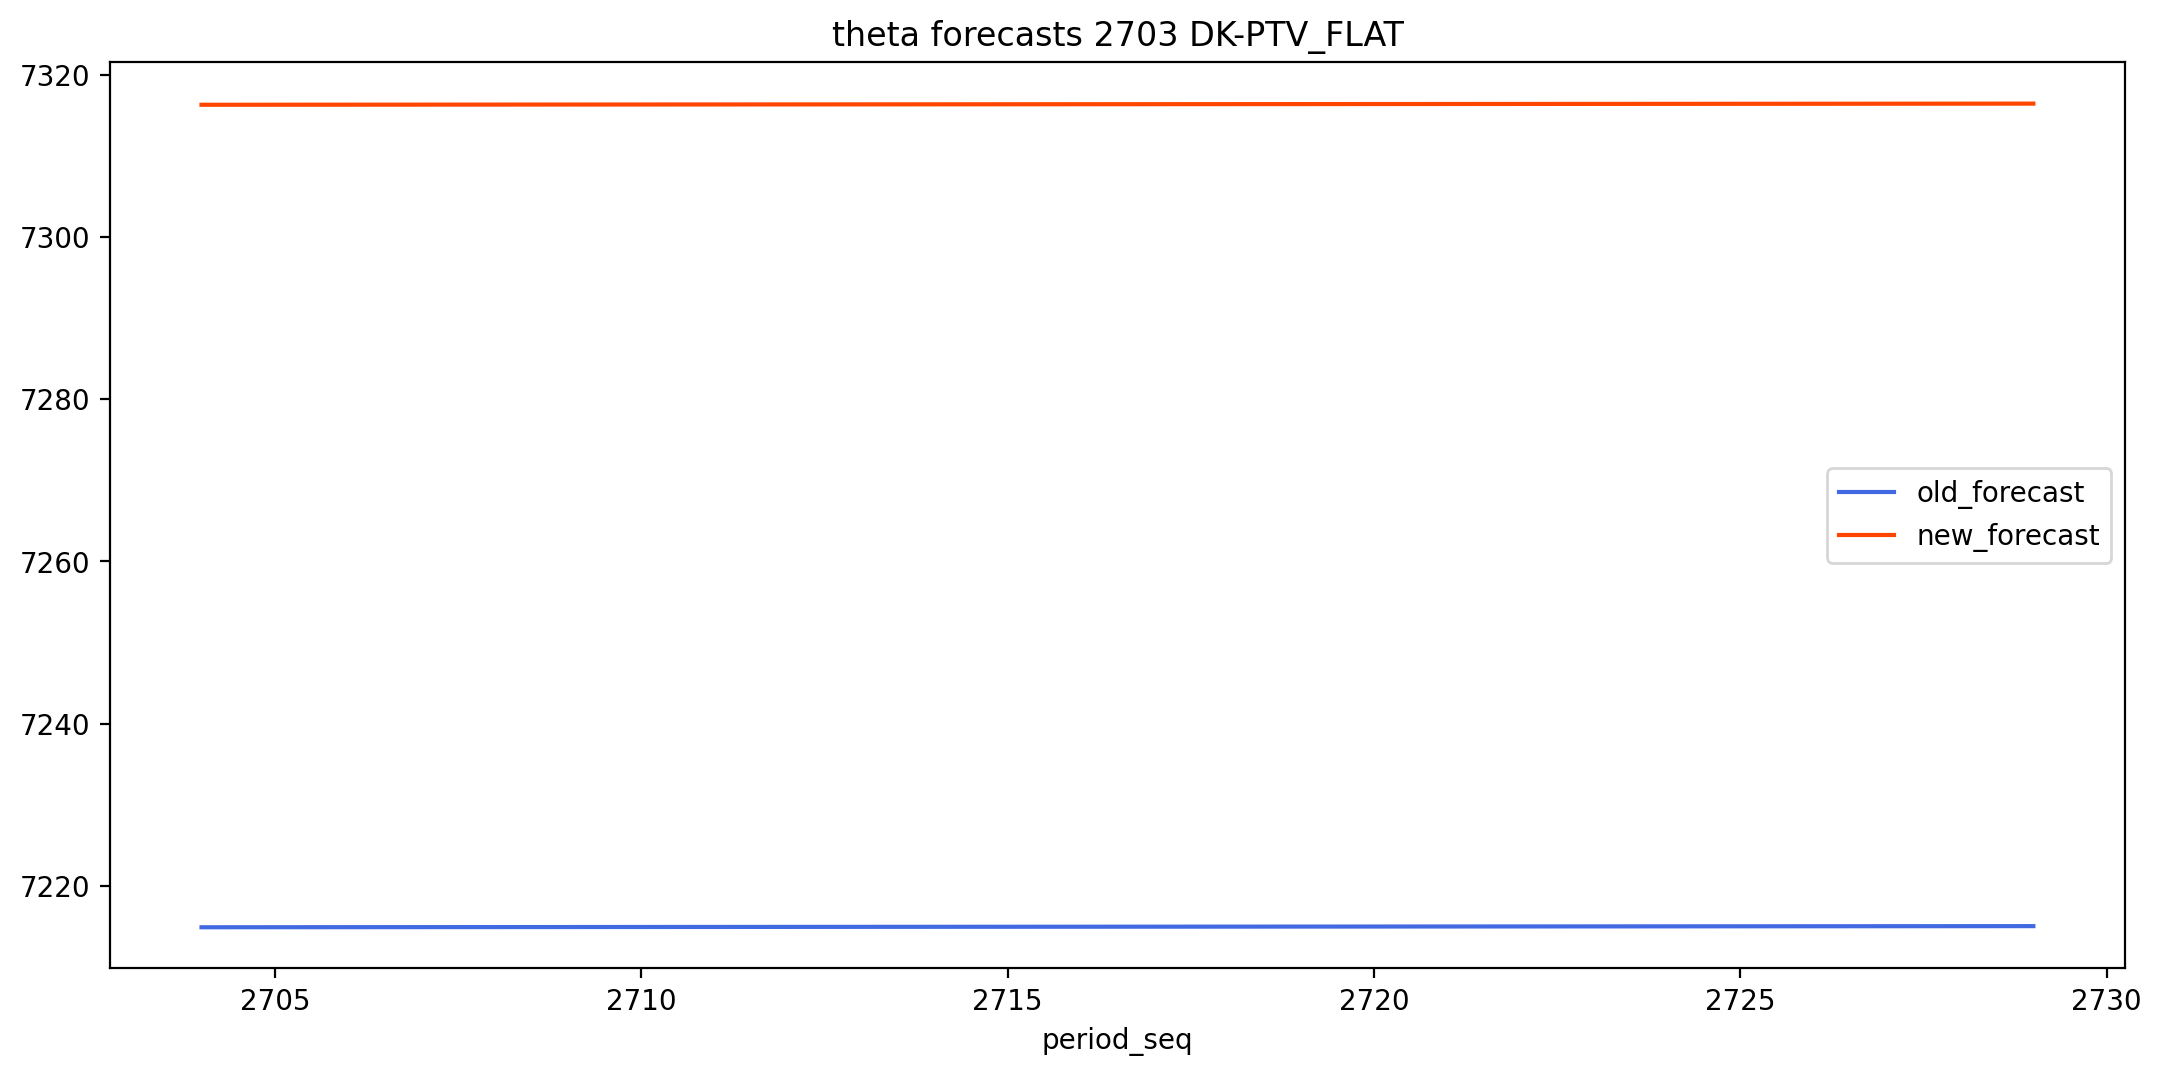 theta forecasts 2703 DK-PTV_FLAT
7320
7300
7280
7260
7240
7220
old_forecast
new_forecast
2705 2710 2715 2720 2725 2730
period_seq